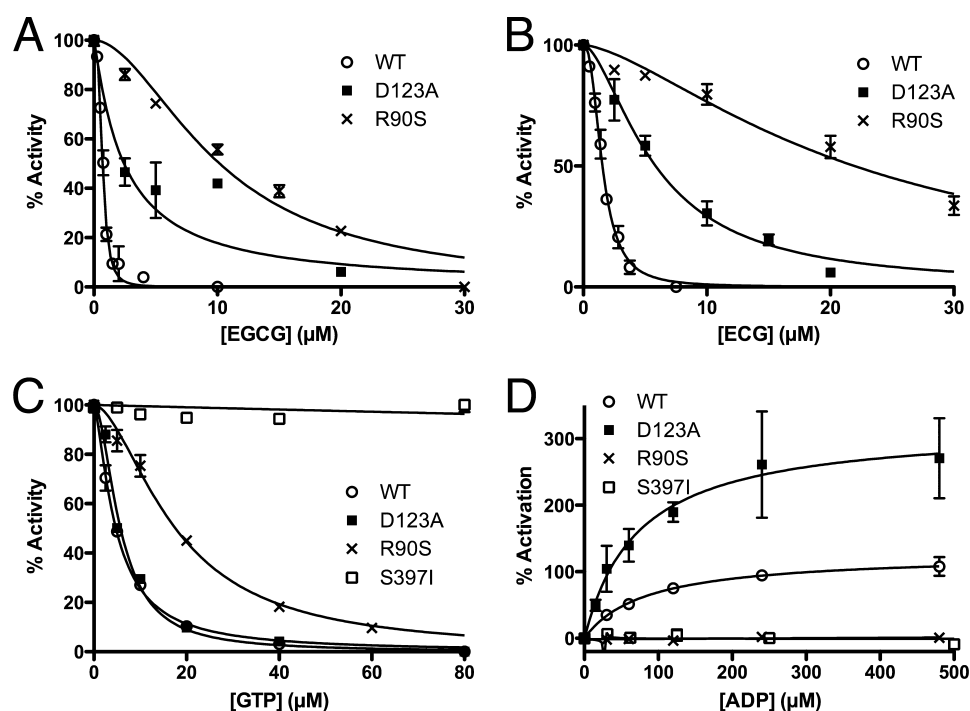 A
100
80
60
40
20
0
% Activity
WT
D123A
R90S
0 10 20 30
[EGCG] (µM)
B
100
50
0
% Activity
WT
D123A
R90S
0 10 20 30
[ECG] (µM)
C
100
80
60
40
20
0
% Activity
WT
D123A
R90S
S397I
0 20 40 60 80
[GTP] (µM)
D
300
200
100
0
% Activation
WT
D123A
R90S
S397I
0 100 200 300 400 500
[ADP] (µM)